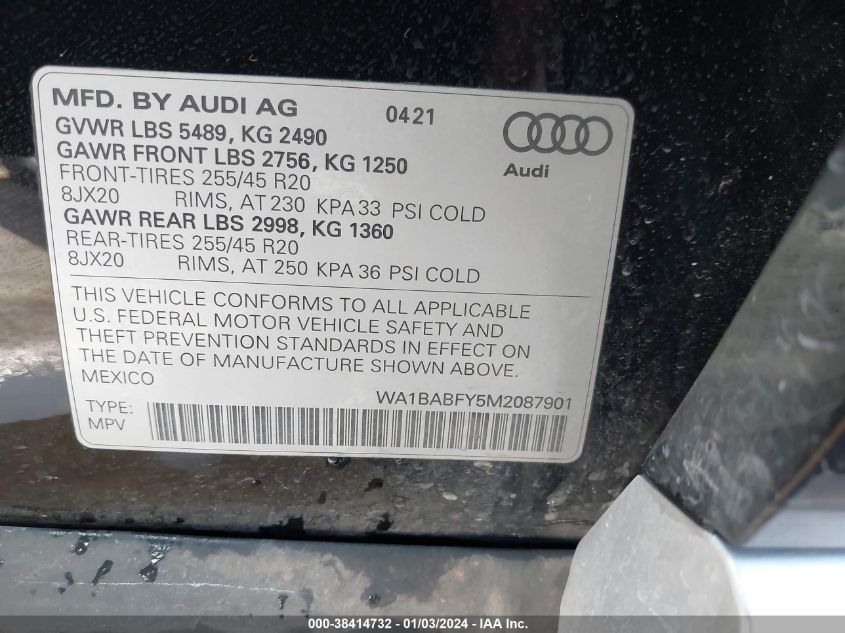 MFD. BY AUDI AG 0421
GVWR LBS 5489, KG 2490
GAWR FRONT LBS 2756, KG 1250
Audi
FRONT-TIRES 255/45 R20
8JX20 RIMS, AT 230 KPA 33 PSI COLD
GAWR REAR LBS 2998, KG 1360
REAR-TIRES 255/45 R20
8JX20 RIMS, AT 250 KPA 36 PSI COLD
THIS VEHICLE CONFORMS TO ALL APPLICABLE
U.S. FEDERAL MOTOR VEHICLE SAFETY AND
THEFT PREVENTION STANDARDS IN EFFECT ON
THE DATE OF MANUFACTURE SHOWN ABOVE.
MEXICO
WA1BABFY5M2087901
TYPE:
MPV
000-38414732 - 01/03/2024 - IAA Inc.